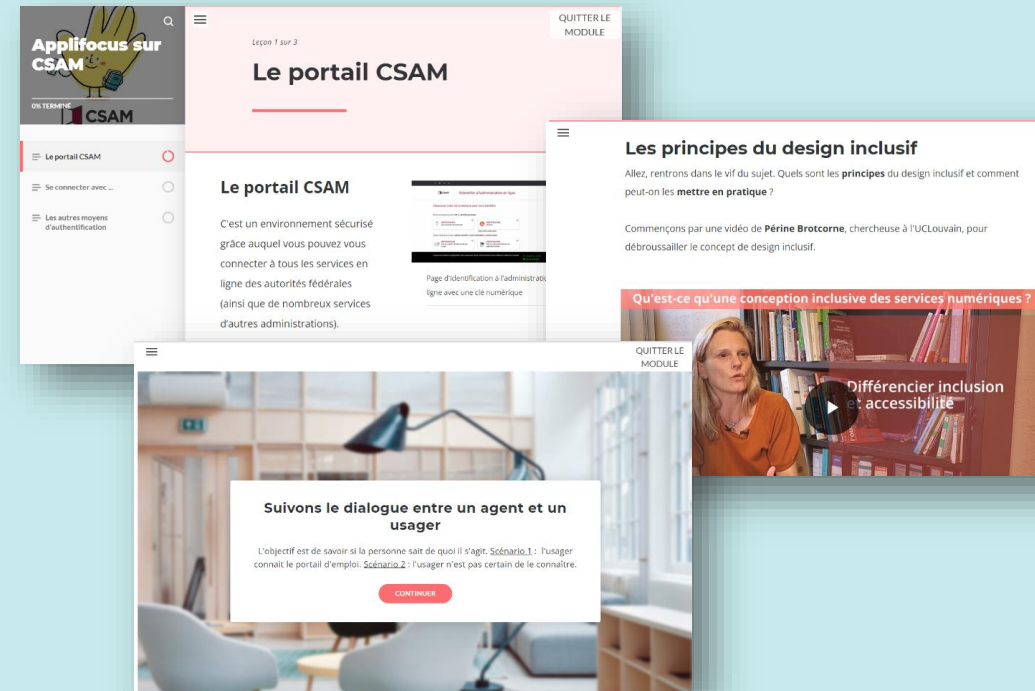 Applifocus sur
CSAM
0% TERMINÉ
CSAM
Le portail CSAM
Se connecter avec ...
Les autres moyens
d'authentification
QUITTER LE
MODULE
Leçon 1 sur 3
Le portail CSAM
Le portail CSAM
C'est un environnement sécurisé
grâce auquel vous pouvez vous
connecter à tous les services en
ligne des autorités fédérales
(ainsi que de nombreux services
d'autres administrations).
Page d'identification à l'administratio
ligne avec une clé numérique
Les principes du design inclusif
Allez, rentrons dans le vif du sujet. Quels sont les principes du design inclusif et comment
peut-on les mettre en pratique ?
Commençons par une vidéo de Périne Brotcorne, chercheuse à l'UCLouvain, pour
débroussailler le concept de design inclusif.
Qu'est-ce qu'une conception inclusive des services numériques ?
Différencier inclusion
et accessibilité
QUITTER LE
MODULE
Suivons le dialogue entre un agent et un
usager
L'objectif est de savoir si la personne sait de quoi il s'agit. Scénario 1 : l'usager
connait le portail d'emploi. Scénario 2 : l'usager n'est pas certain de le connaître.
CONTINUER